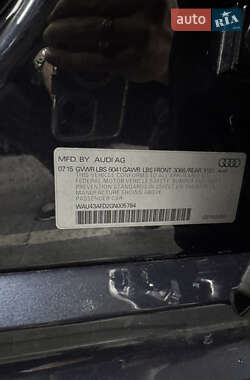 AUTO.RIA
MFD. BY AUDI AG
07/15 GVWR LBS 6041 GAWR LBS FRONT 3086/REAR
THIS VEHICLE CONFORMS TO ALL APPLICABLE
FEDERAL MOTOR VEHICLE SAFETY, BUMPER AND THEFT
PREVENTION STANDARDS IN EFFECT ON THE DATE OF
MANUFACTURE SHOWN ABOVE.
WAU43AFD2GN005784
PASSENGER CAR